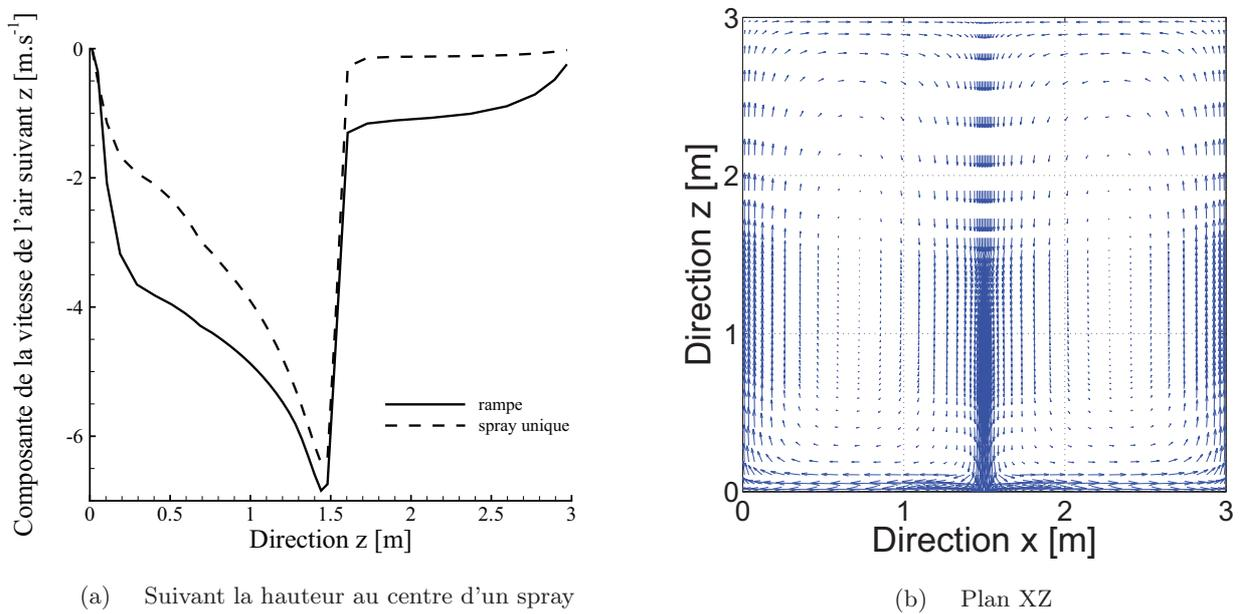 Composante de la vitesse de l'air suivant z [m.s-1]
0
-2
-4
-6
0 0.5 1 1.5 2 2.5 3
Direction z [m]
rampe
spray unique
(a) Suivant la hauteur au centre d'un spray
Direction z [m]
3
2
1
0
0 1 2 3
Direction x [m]
(b) Plan XZ